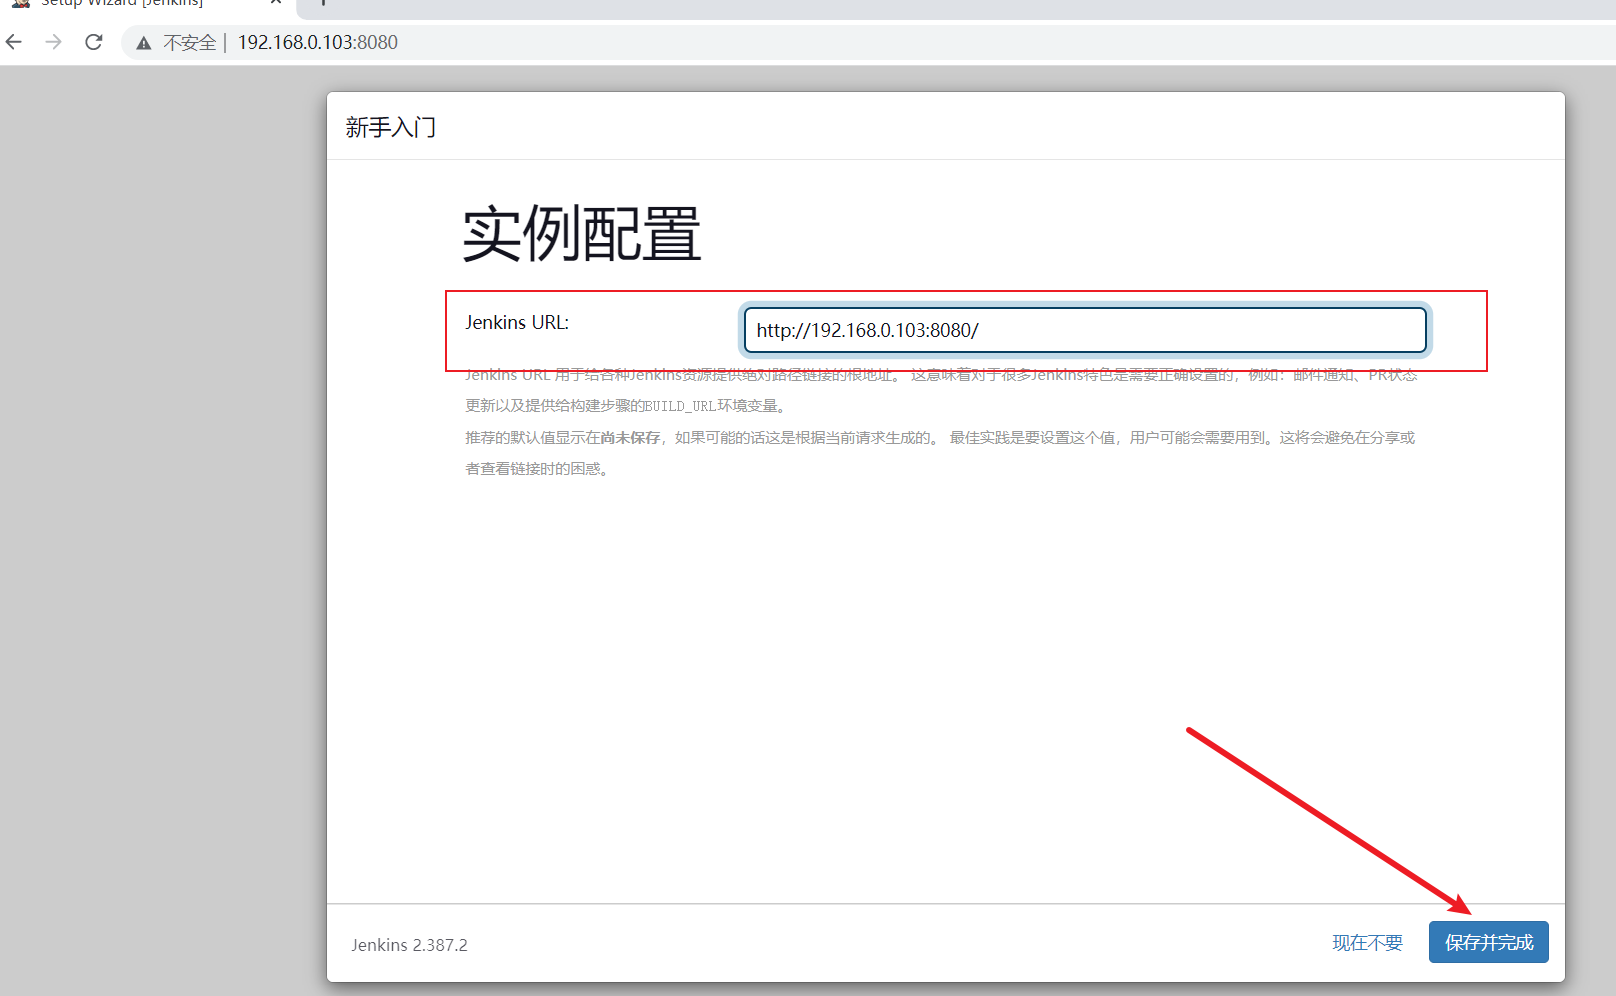 Setup Wizard [Jenkins]
不安全 | 192.168.0.103:8080
新手入门
实例配置
Jenkins URL:
http://192.168.0.103:8080/
Jenkins URL 用于给各种Jenkins资源提供绝对路径链接的根地址。 这意味着对于很多Jenkins特色是需要正确设置的，例如：邮件通知、PR状态
更新以及提供给构建步骤的BUILD_URL环境变量。
推荐的默认值显示在尚未保存，如果可能的话这是根据当前请求生成的。 最佳实践是要设置这个值，用户可能会需要用到。这将会避免在分享或
者查看链接时的困惑。
Jenkins 2.387.2
现在不要
保存并完成